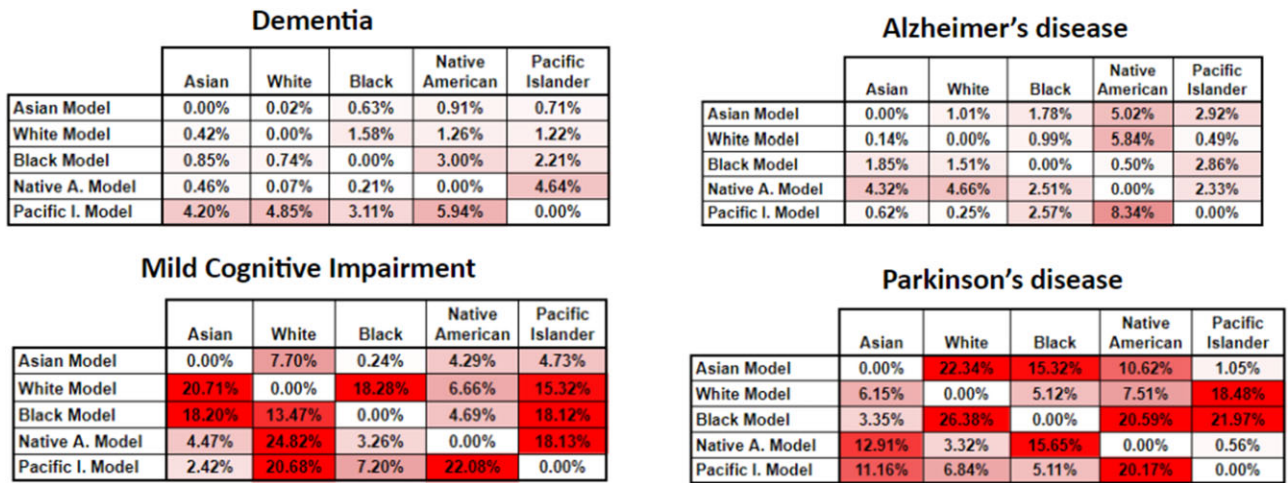 Dementia
Asian White Black Native American Pacific Islander
Asian Model 0.00% 0.02% 0.63% 0.91% 0.71%
White Model 0.42% 0.00% 1.58% 1.26% 1.22%
Black Model 0.85% 0.74% 0.00% 3.00% 2.21%
Native A. Model 0.46% 0.07% 0.21% 0.00% 4.64%
Pacific I. Model 4.20% 4.85% 3.11% 5.94% 0.00%
Alzheimer's disease
Asian White Black Native American Pacific Islander
Asian Model 0.00% 1.01% 1.78% 5.02% 2.92%
White Model 0.14% 0.00% 0.99% 5.84% 0.49%
Black Model 1.85% 1.51% 0.00% 0.50% 2.86%
Native A. Model 4.32% 4.66% 2.51% 0.00% 2.33%
Pacific I. Model 0.62% 0.25% 2.57% 8.34% 0.00%
Mild Cognitive Impairment
Asian White Black Native American Pacific Islander
Asian Model 0.00% 7.70% 0.24% 4.29% 4.73%
White Model 20.71% 0.00% 18.28% 6.66% 15.32%
Black Model 18.20% 13.47% 0.00% 4.69% 18.12%
Native A. Model 4.47% 24.82% 3.26% 0.00% 18.13%
Pacific I. Model 2.42% 20.68% 7.20% 22.08% 0.00%
Parkinson's disease
Asian White Black Native American Pacific Islander
Asian Model 0.00% 22.34% 15.32% 10.62% 1.05%
White Model 6.15% 0.00% 5.12% 7.51% 18.48%
Black Model 3.35% 26.38% 0.00% 20.59% 21.97%
Native A. Model 12.91% 3.32% 15.65% 0.00% 0.56%
Pacific I. Model 11.16% 6.84% 5.11% 20.17% 0.00%